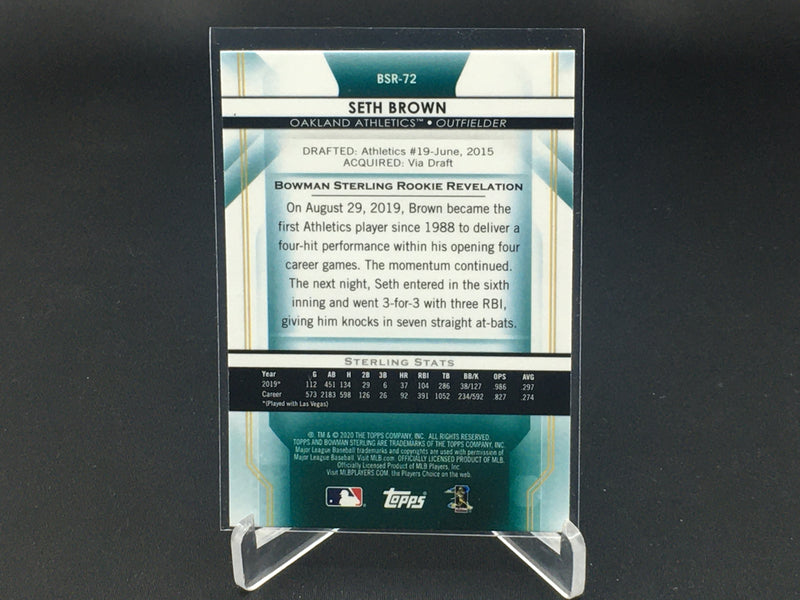 BSR-72
SETH BROWN
OAKLAND ATHLETICS™ • OUTFIELDER
DRAFTED: Athletics #19-June, 2015
ACQUIRED: Via Draft
BOWMAN STERLING ROOKIE REVELATION
On August 29, 2019, Brown became the
first Athletics player since 1988 to deliver a
four-hit performance within his opening four
career games. The momentum continued.
The next night, Seth entered in the sixth
inning and went 3-for-3 with three RBI,
giving him knocks in seven straight at-bats.
STERLING STATS
Year G AB H 2B 3B HR RBI TB BB/K OPS AVG
2019* 112 451 134 29 6 37 104 286 38/127 .986 .297
Career 573 2183 598 126 26 92 391 1052 234/592 .827 .274
*(Played with Las Vegas)
®, TM & © 2020 THE TOPPS COMPANY, INC. ALL RIGHTS RESERVED.
TOPPS AND BOWMAN STERLING ARE TRADEMARKS OF THE TOPPS COMPANY, INC.
Major League Baseball trademarks and copyrights are used with permission of
Major League Baseball. Visit MLB.com. OFFICIALLY LICENSED PRODUCT OF MLB.
Officially Licensed Product of MLB Players, Inc.
Visit MLBPLAYERS.COM, the Players Choice on the web.
topps